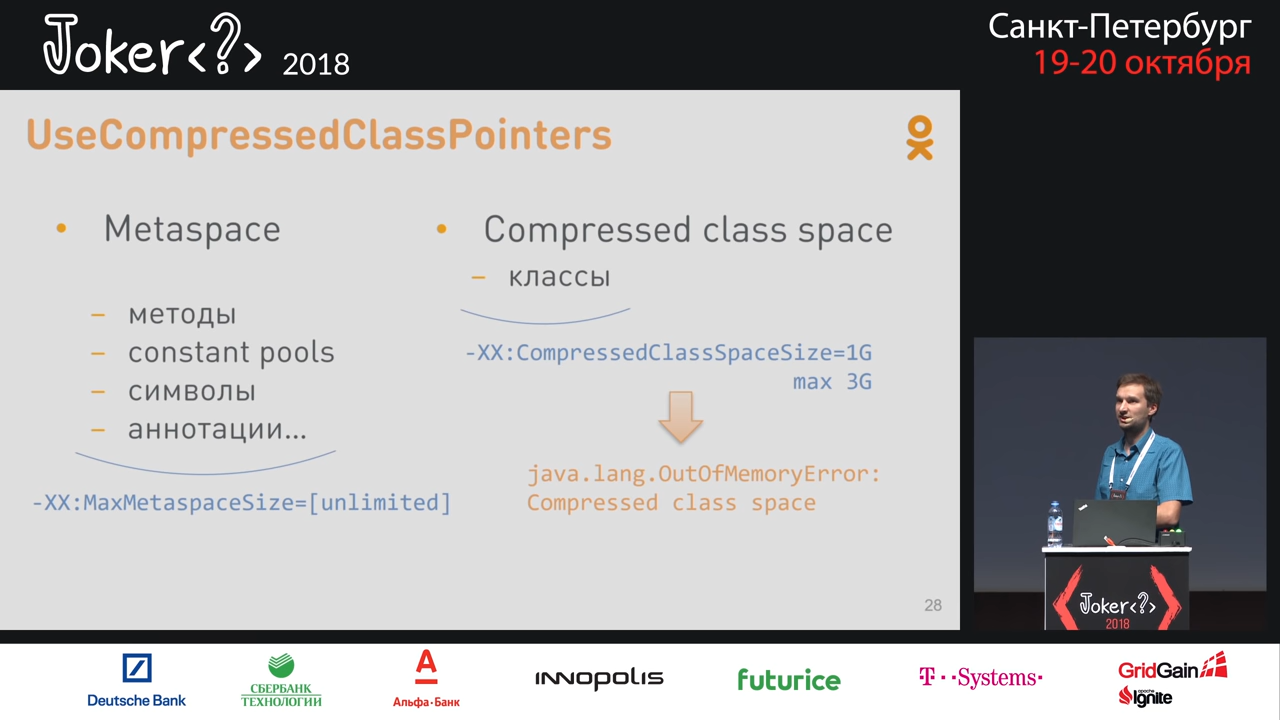 Joker<?> 2018
Санкт-Петербург
19-20 октября
UseCompressedClassPointers
• Metaspace
– методы
– constant pools
– символы
– аннотации...
-XX:MaxMetaspaceSize=[unlimited]
• Compressed class space
– классы
-XX:CompressedClassSpaceSize=1G
max 3G
java.lang.OutOfMemoryError:
Compressed class space
28
Joker<?>
2018
Deutsche Bank
СБЕРБАНК
ТЕХНОЛОГИИ
А
Альфа·Банк
INNOPOLIS
futurice
T··Systems·
GridGain
apache
Ignite